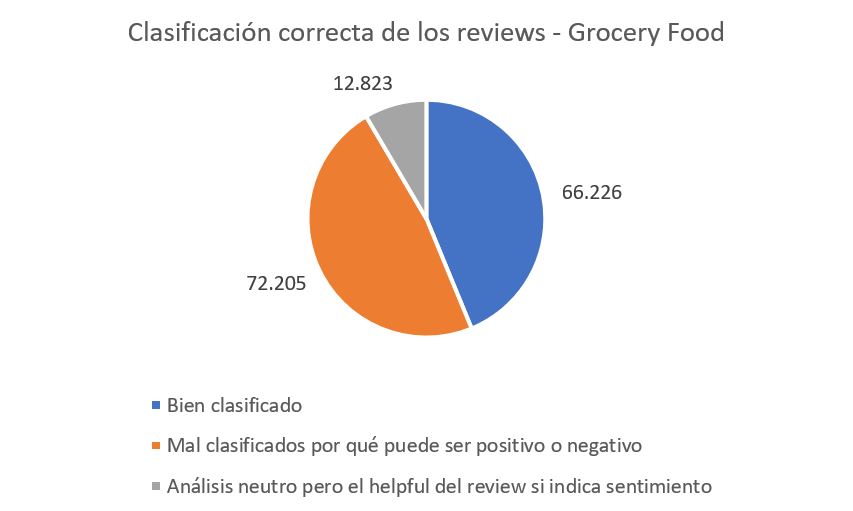 Clasificación correcta de los reviews - Grocery Food
12.823
66.226
72.205
Bien clasificado
Mal clasificados por qué puede ser positivo o negativo
Análisis neutro pero el helpful del review si indica sentimiento